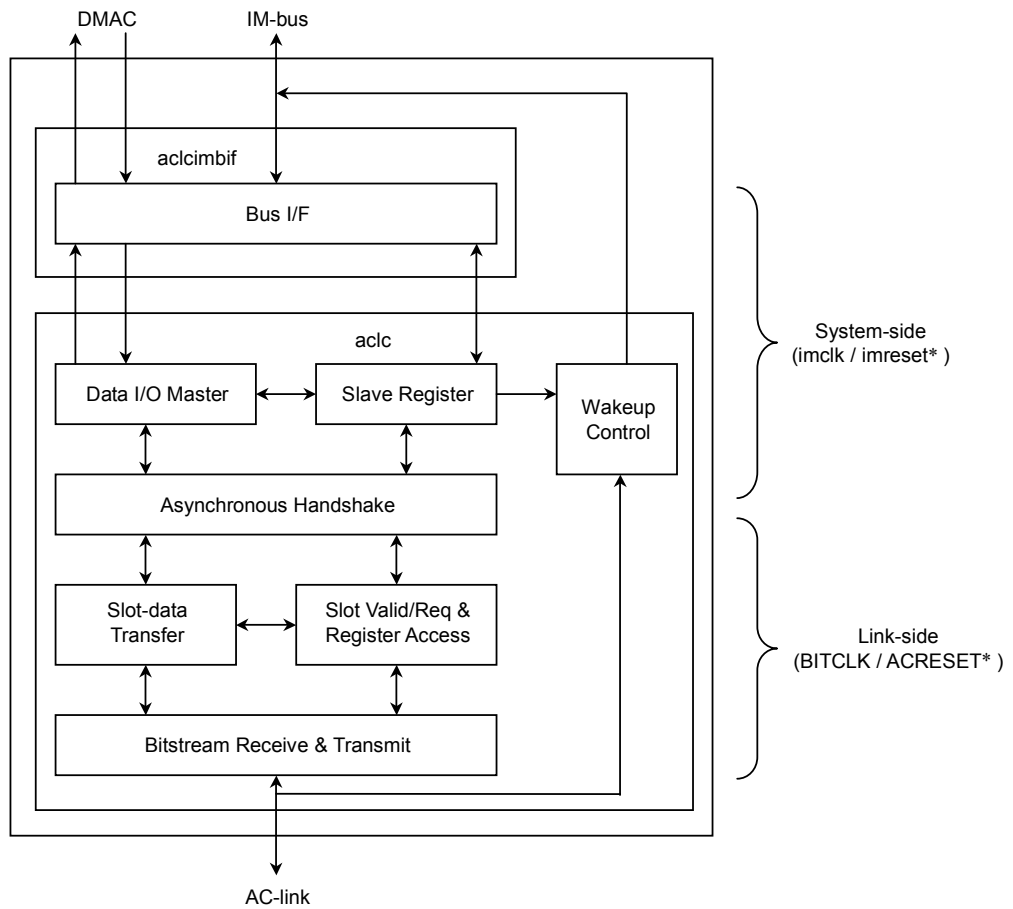 DMAC
IM-bus
aclcimbif
Bus I/F
aclc
Data I/O Master
Slave Register
Wakeup
Control
Asynchronous Handshake
Slot-data
Transfer
Slot Valid/Req &
Register Access
Bitstream Receive & Transmit
AC-link
System-side
(imclk / imreset* )
Link-side
(BITCLK / ACRESET* )